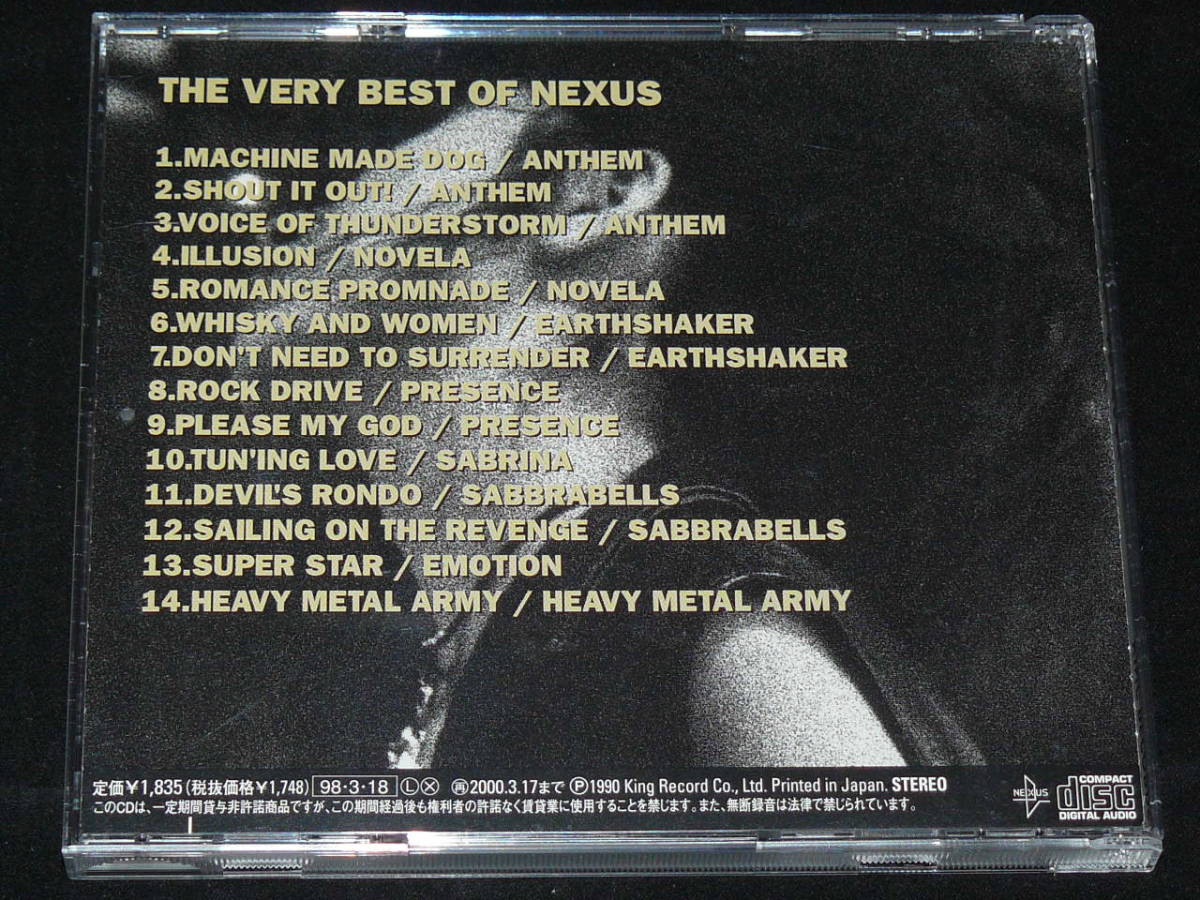 THE VERY BEST OF NEXUS
1.MACHINE MADE DOG / ANTHEM
2.SHOUT IT OUT! / ANTHEM
3.VOICE OF THUNDERSTORM / ANTHEM
4.ILLUSION / NOVELA
5.ROMANCE PROMNADE / NOVELA
6.WHISKY AND WOMEN / EARTHSHAKER
7.DON'T NEED TO SURRENDER / EARTHSHAKER
8.ROCK DRIVE / PRESENCE
9.PLEASE MY GOD / PRESENCE
10.TUN'ING LOVE / SABRINA
11.DEVIL'S RONDO / SABBRABELLS
12.SAILING ON THE REVENGE / SABBRABELLS
13.SUPER STAR / EMOTION
14.HEAVY METAL ARMY / HEAVY METAL ARMY
定価¥1,835(税抜価格¥1,748) 98・3・18 Ⓛ Ⓧ 再 2000.3.17まで Ⓟ1990 King Record Co., Ltd. Printed in Japan. STEREO
このCDは、一定期間貸与非許諾商品ですが、この期間経過後も権利者の許諾なく賃貸業に使用することを禁じます。また、無断録音は法律で禁じられています。
NEXUS
COMPACT
disc
DIGITAL AUDIO